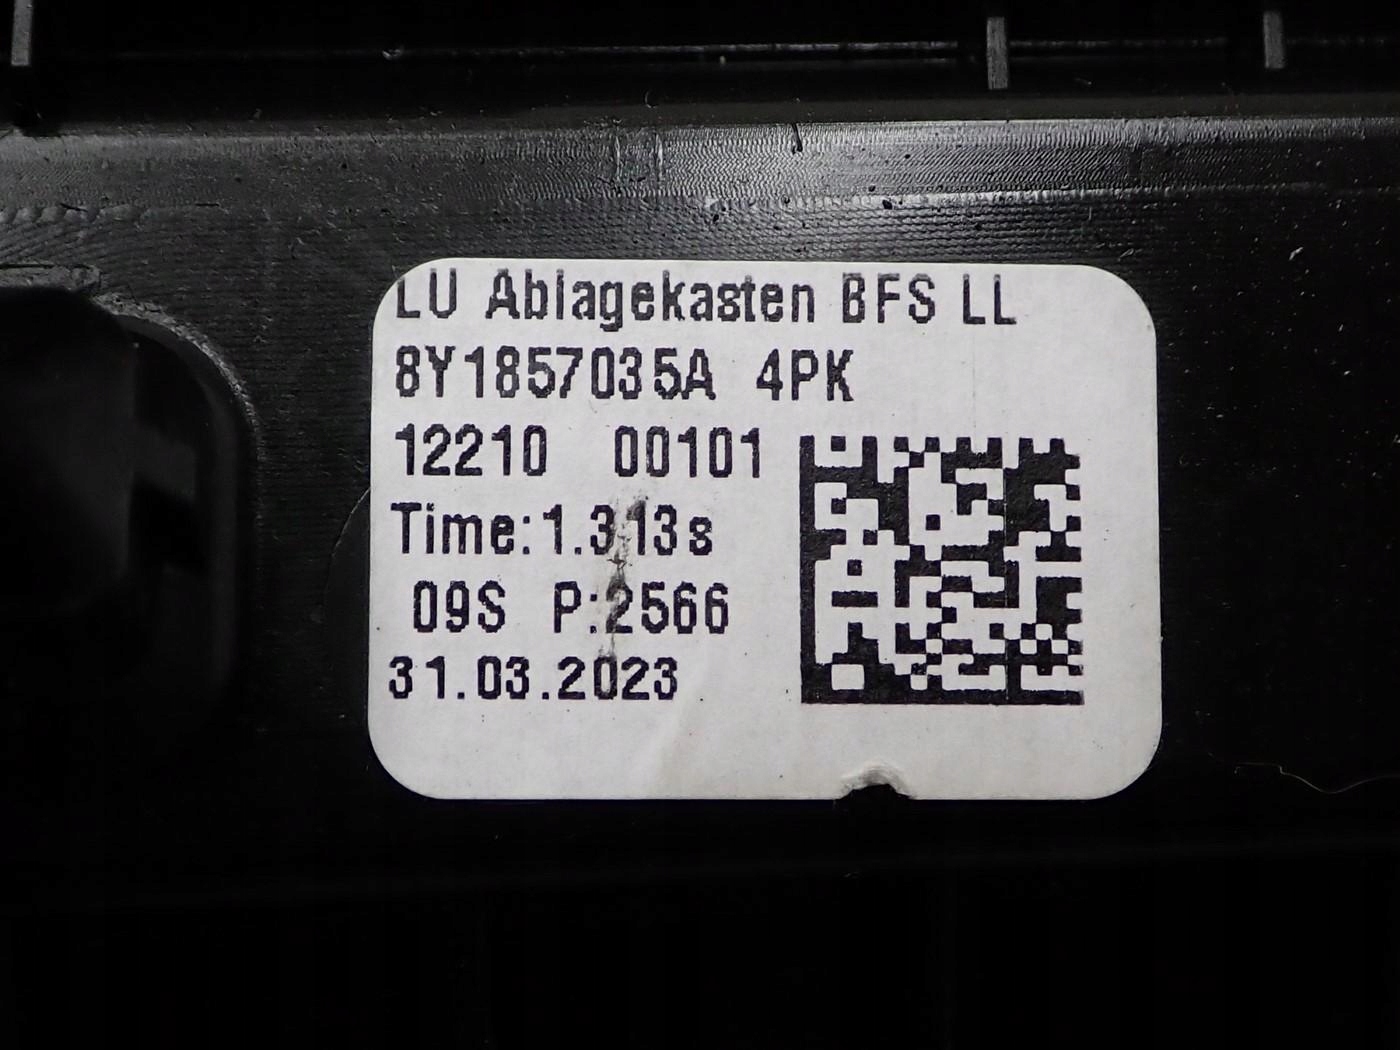 LU Ablagekasten BFS LL
8Y1857035A 4PK
12210 00101
Time:1.313s
09S P:2566
31.03.2023